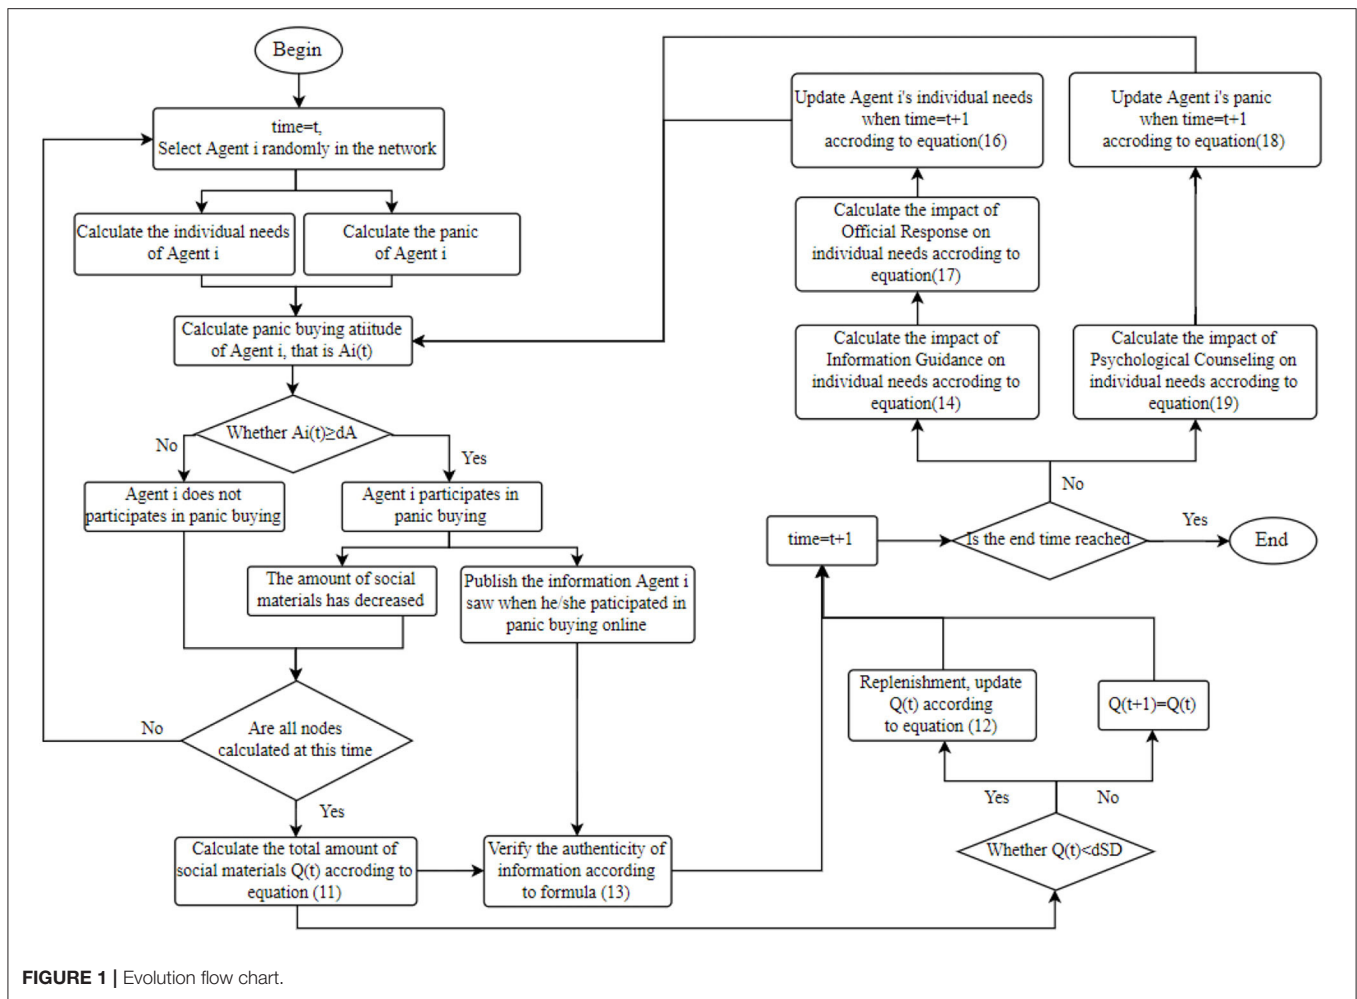 Begin
time=t,
Select Agent i randomly in the network
Calculate the individual needs
of Agent i
Calculate the panic
of Agent i
Calculate panic buying atiitude
of Agent i, that is Ai(t)
Whether Ai(t)≥dA
No
Yes
Agent i does not
participates in panic buying
Agent i participates in
panic buying
The amount of social
materials has decreased
Publish the information Agent i
saw when he/she paticipated in
panic buying online
Are all nodes
calculated at this time
No
Yes
Calculate the total amount of
social materials Q(t) accroding to
equation (11)
Verify the authenticity of
information according
to formula (13)
Update Agent i's individual needs
when time=t+1
accroding to equation(16)
Update Agent i's panic
when time=t+1
accroding to equation(18)
Calculate the impact of
Official Response on
individual needs accroding to
equation(17)
Calculate the impact of
Information Guidance on
individual needs accroding to
equation(14)
Calculate the impact of
Psychological Counseling on
individual needs accroding to
equation(19)
No
time=t+1
Is the end time reached
Yes
End
Replenishment, update
Q(t) according
to equation (12)
Q(t+1)=Q(t)
Yes
No
Whether Q(t)<dSD
FIGURE 1 | Evolution flow chart.